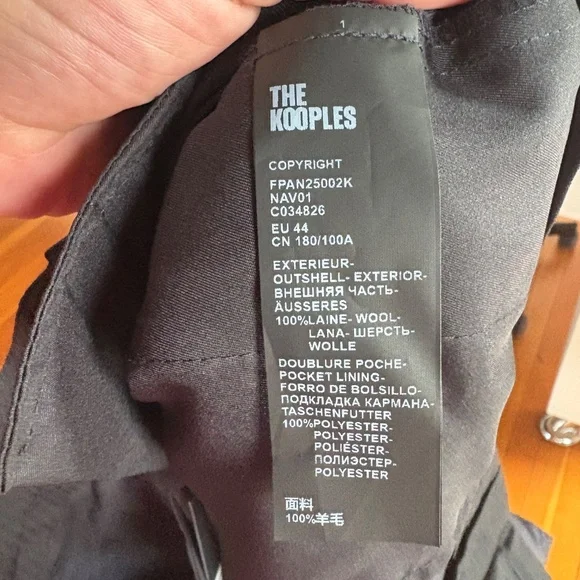 1
THE
KOOPLES
COPYRIGHT
FPAN25002K
NAV01
C034826
EU 44
CN 180/100A
EXTERIEUR-
OUTSHELL- EXTERIOR-
ВНЕШНЯЯ ЧАСТЬ-
ÄUSSERES
100%LAINE- WOOL-
LANA- ШЕРСТЬ-
WOLLE
DOUBLURE POCHE-
POCKET LINING-
FORRO DE BOLSILLO-
ПОДКЛАДКА КАРМАНА-
TASCHENFUTTER
100%POLYESTER-
POLYESTER-
POLIÉSTER-
ПОЛИЭСТЕР-
POLYESTER
面料
100%羊毛